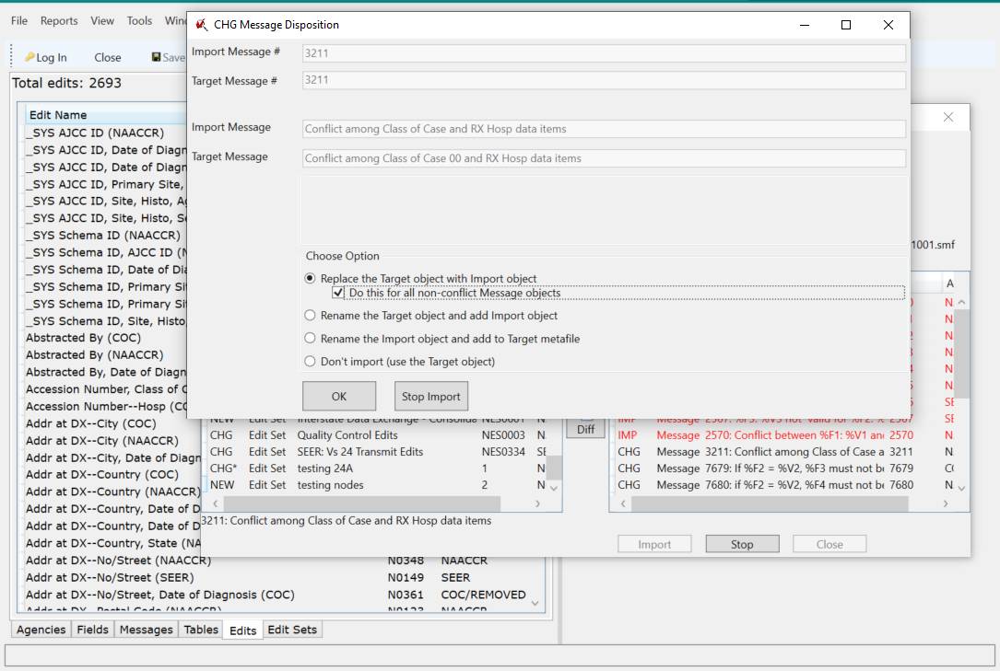 File Reports View Tools
CHG Message Disposition
Log In Close Save
Total edits: 2693
Edit Name
_SYS AJCC ID (NAACCR)
_SYS AJCC ID, Date of Diagn
_SYS AJCC ID, Date of Diagn
_SYS AJCC ID, Primary Site,
_SYS AJCC ID, Site, Histo,
_SYS AJCC ID, Site, Histo,
_SYS Schema ID (NAACCR)
_SYS Schema ID, AJCC ID
_SYS Schema ID, Date of
_SYS Schema ID, Primary
_SYS Schema ID, Primary
_SYS Schema ID, Site, Histo,
Abstracted By (COC)
Abstracted By (NAACCR)
Abstracted By, Date of Diagn
Accession Number, Class of
Accession Number--Hosp
Addr at DX--City (COC)
Addr at DX--City (NAACCR)
Addr at DX--City, Date of Diagn
Addr at DX--Country (COC)
Addr at DX--Country (NAACCR)
Addr at DX--Country, Date of D
Addr at DX--Country, Date of D
Addr at DX--Country, State (NA
Addr at DX--No/Street (NAACCR) N0348 NAACCR
Addr at DX--No/Street (SEER) N0149 SEER
Addr at DX--No/Street, Date of Diagnosis (COC) N0361 COC/REMOVED
Addr at DX--Postal Code (NAACCR) N0123 NAACCR
Agencies Fields Messages Tables Edits Edit Sets
Import Message # 3211
Target Message # 3211
Import Message Conflict among Class of Case and RX Hosp data items
Target Message Conflict among Class of Case 00 and RX Hosp data items
Choose Option
Replace the Target object with Import object
Do this for all non-conflict Message objects
Rename the Target object and add Import object
Rename the Import object and add to Target metafile
Don't import (use the Target object)
OK Stop Import
1001.smf
A
N
N
N
N
N
N
SE
NEW Edit Set Interstate Data Exchange - Consolida NES0001 N
CHG Edit Set Quality Control Edits NES0003 N
CHG Edit Set SEER: Vs 24 Transmit Edits NES0334 SE
CHG* Edit Set testing 24A 1 N
NEW Edit Set testing nodes 2 N
Diff
IMP Message 2567: %F3: %V3 not valid for %F2: % 2567 SE
IMP Message 2570: Conflict between %F1: %V1 and 2570 N
CHG Message 3211: Conflict among Class of Case a 3211 N
CHG Message 7679: If %F2 = %V2, %F3 must not be 7679
CHG Message 7680: if %F2 = %V2, %F4 must not be 7680 N
3211: Conflict among Class of Case and RX Hosp data items
Import Stop Close